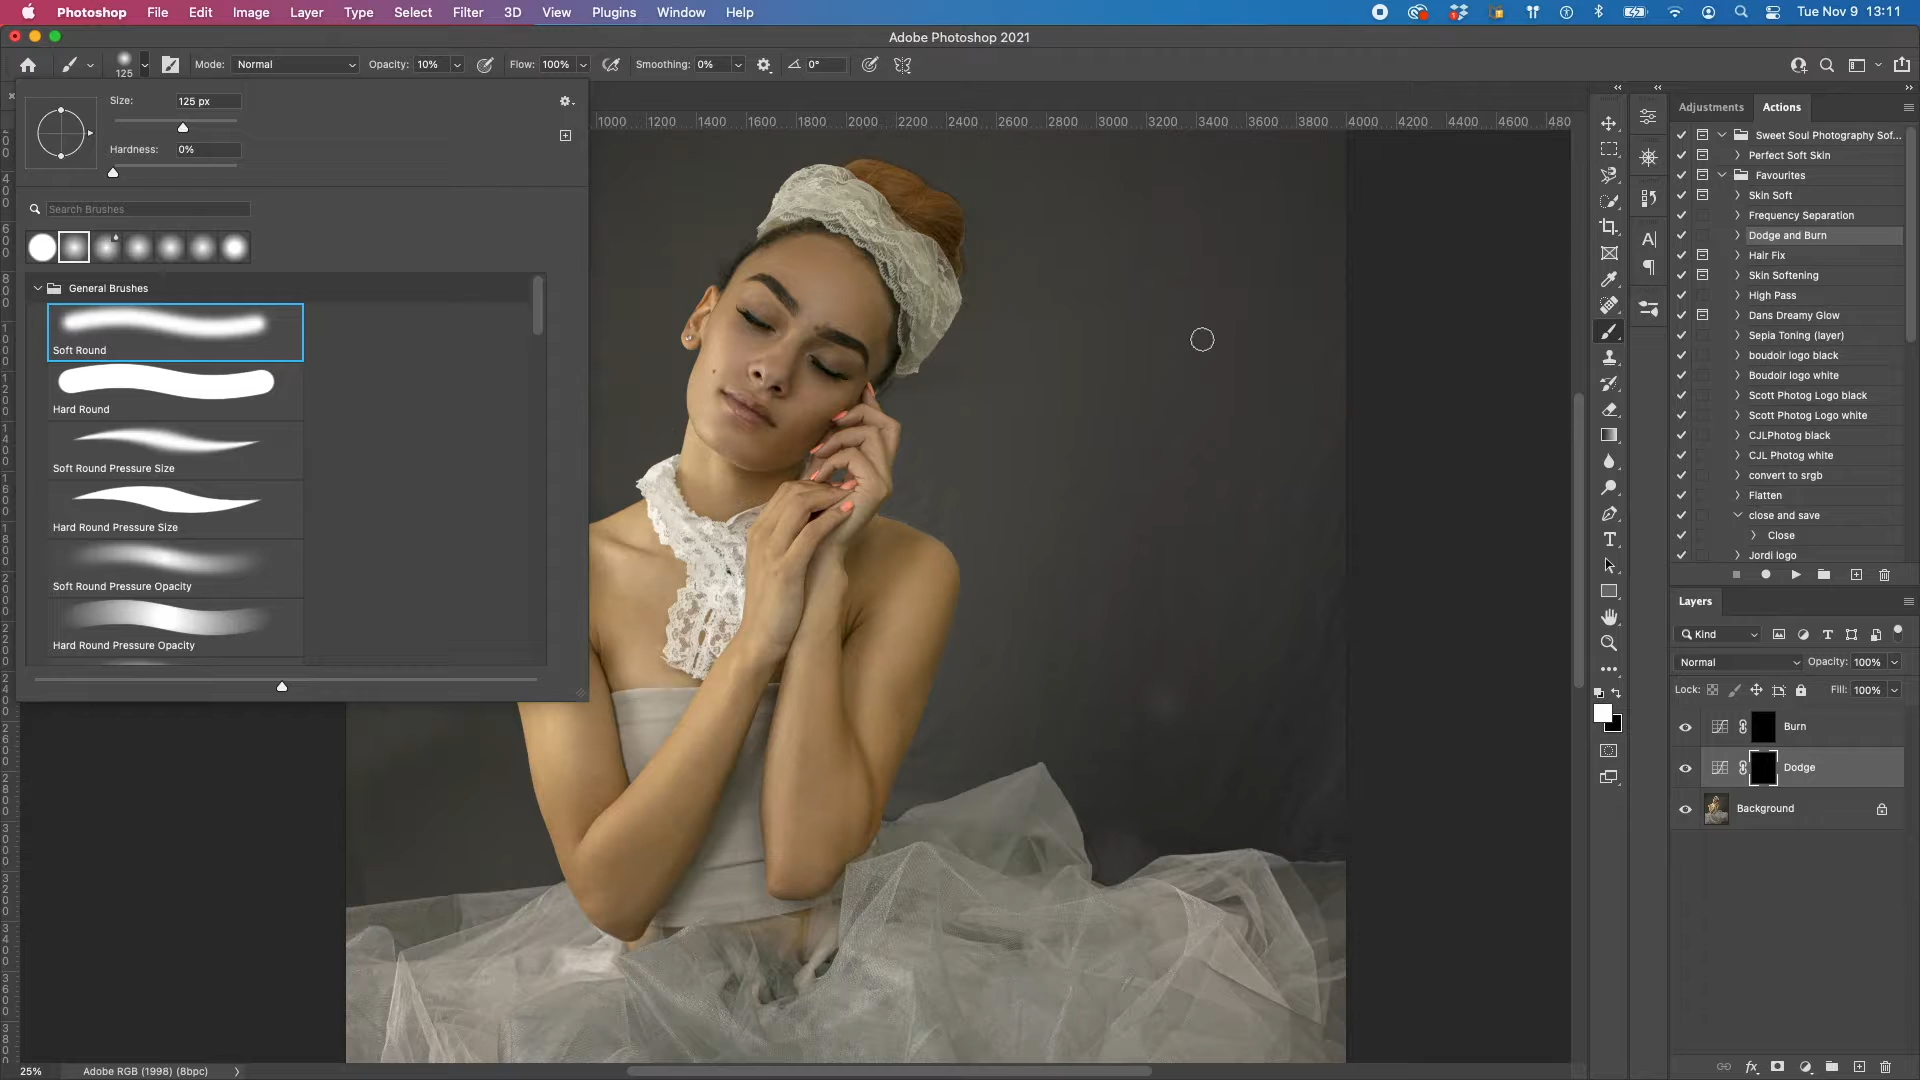 Photoshop File Edit Image Layer Type Select Filter 3D View Plugins Window Help Tue Nov 9 13:11
Adobe Photoshop 2021
125 Mode: Normal Opacity: 10% Flow: 100% Smoothing: 0% 0°
Size: 125 px
Hardness: 0%
Search Brushes
General Brushes
Soft Round
Hard Round
Soft Round Pressure Size
Hard Round Pressure Size
Soft Round Pressure Opacity
Hard Round Pressure Opacity
1000 1200 1400 1600 1800 2000 2200 2400 2600 2800 3000 3200 3400 3600 3800 4000 4200 4400 4600 480
Adjustments Actions
Sweet Soul Photography Sof...
Perfect Soft Skin
Favourites
Skin Soft
Frequency Separation
Dodge and Burn
Hair Fix
Skin Softening
High Pass
Dans Dreamy Glow
Sepia Toning (layer)
boudoir logo black
Boudoir logo white
Scott Photog Logo black
Scott Photog Logo white
CJLPhotog black
CJL Photog white
convert to srgb
Flatten
close and save
Close
Jordi logo
Layers
Kind
Normal Opacity: 100%
Lock: Fill: 100%
Burn
Dodge
Background
25% Adobe RGB (1998) (8bpc)